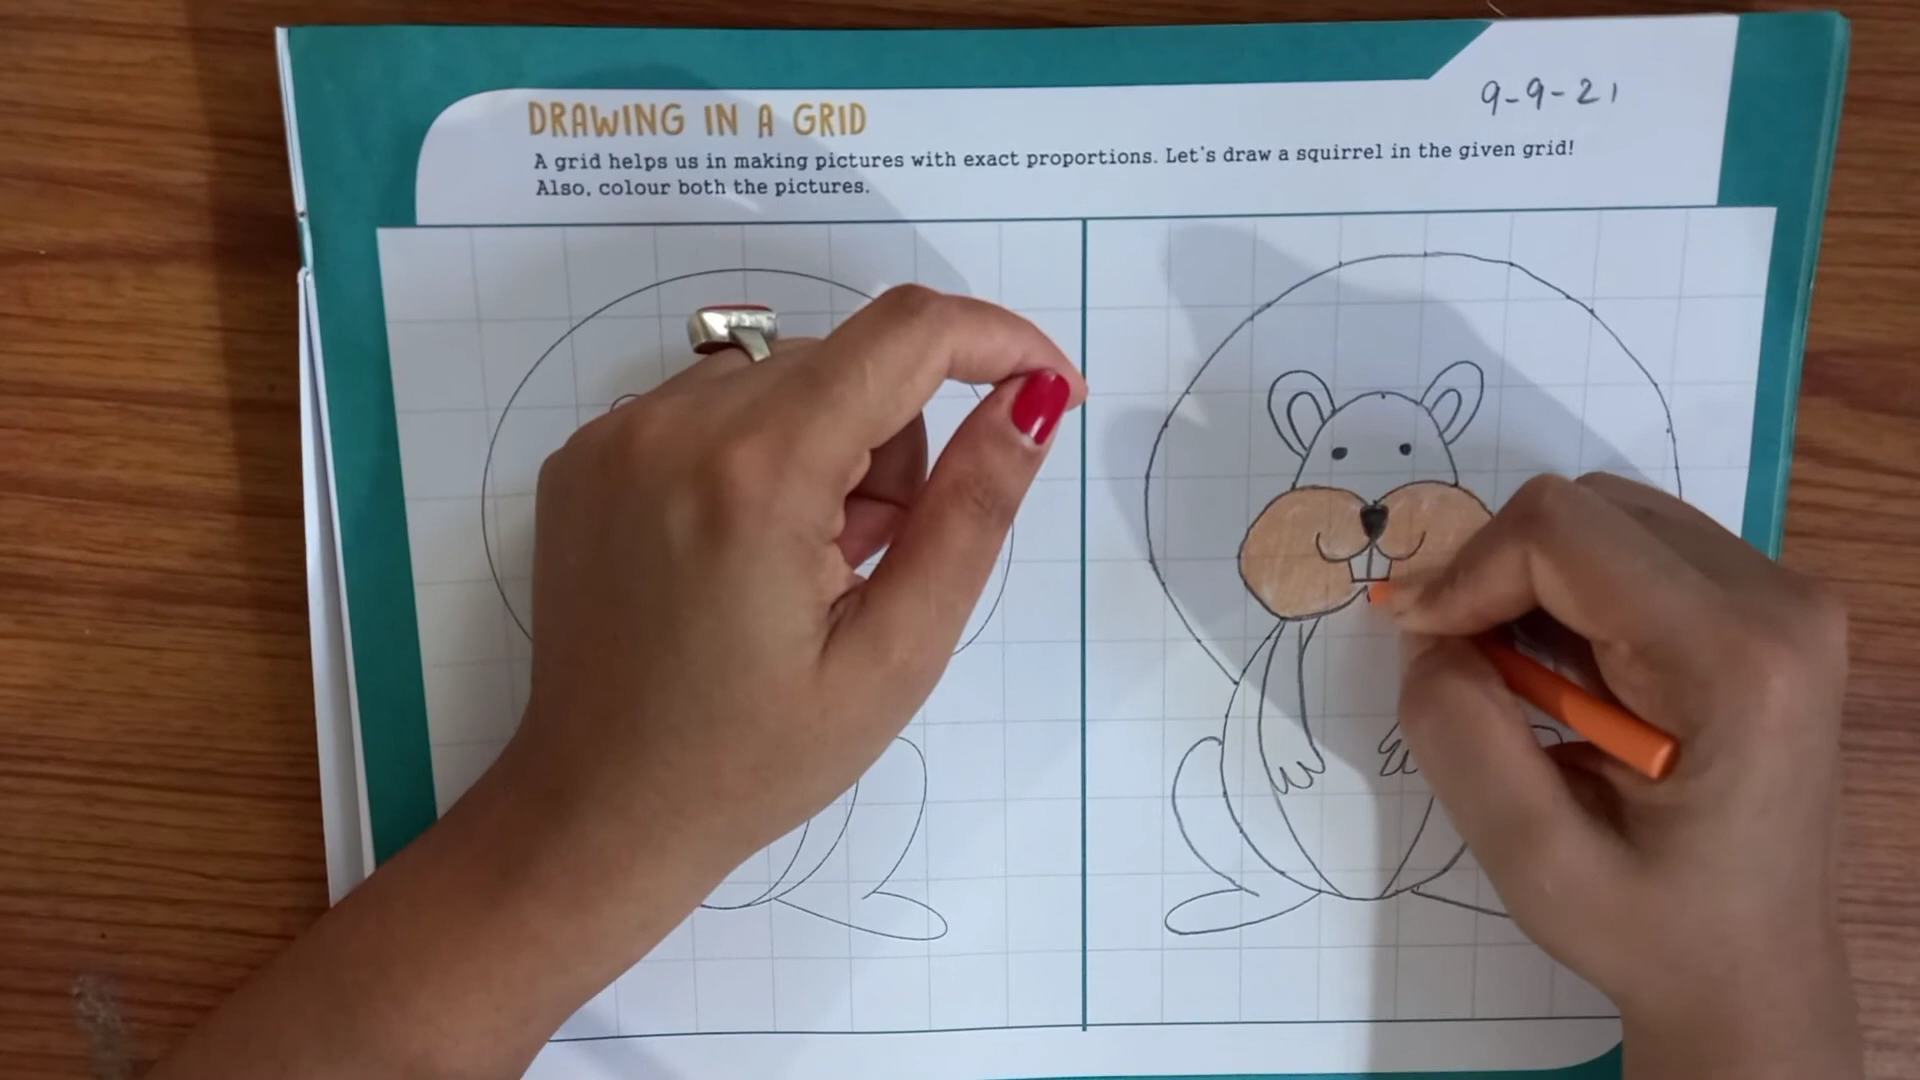 9-9-21
DRAWING IN A GRID
A grid helps us in making pictures with exact proportions. Let's draw a squirrel in the given grid!
Also, colour both the pictures.